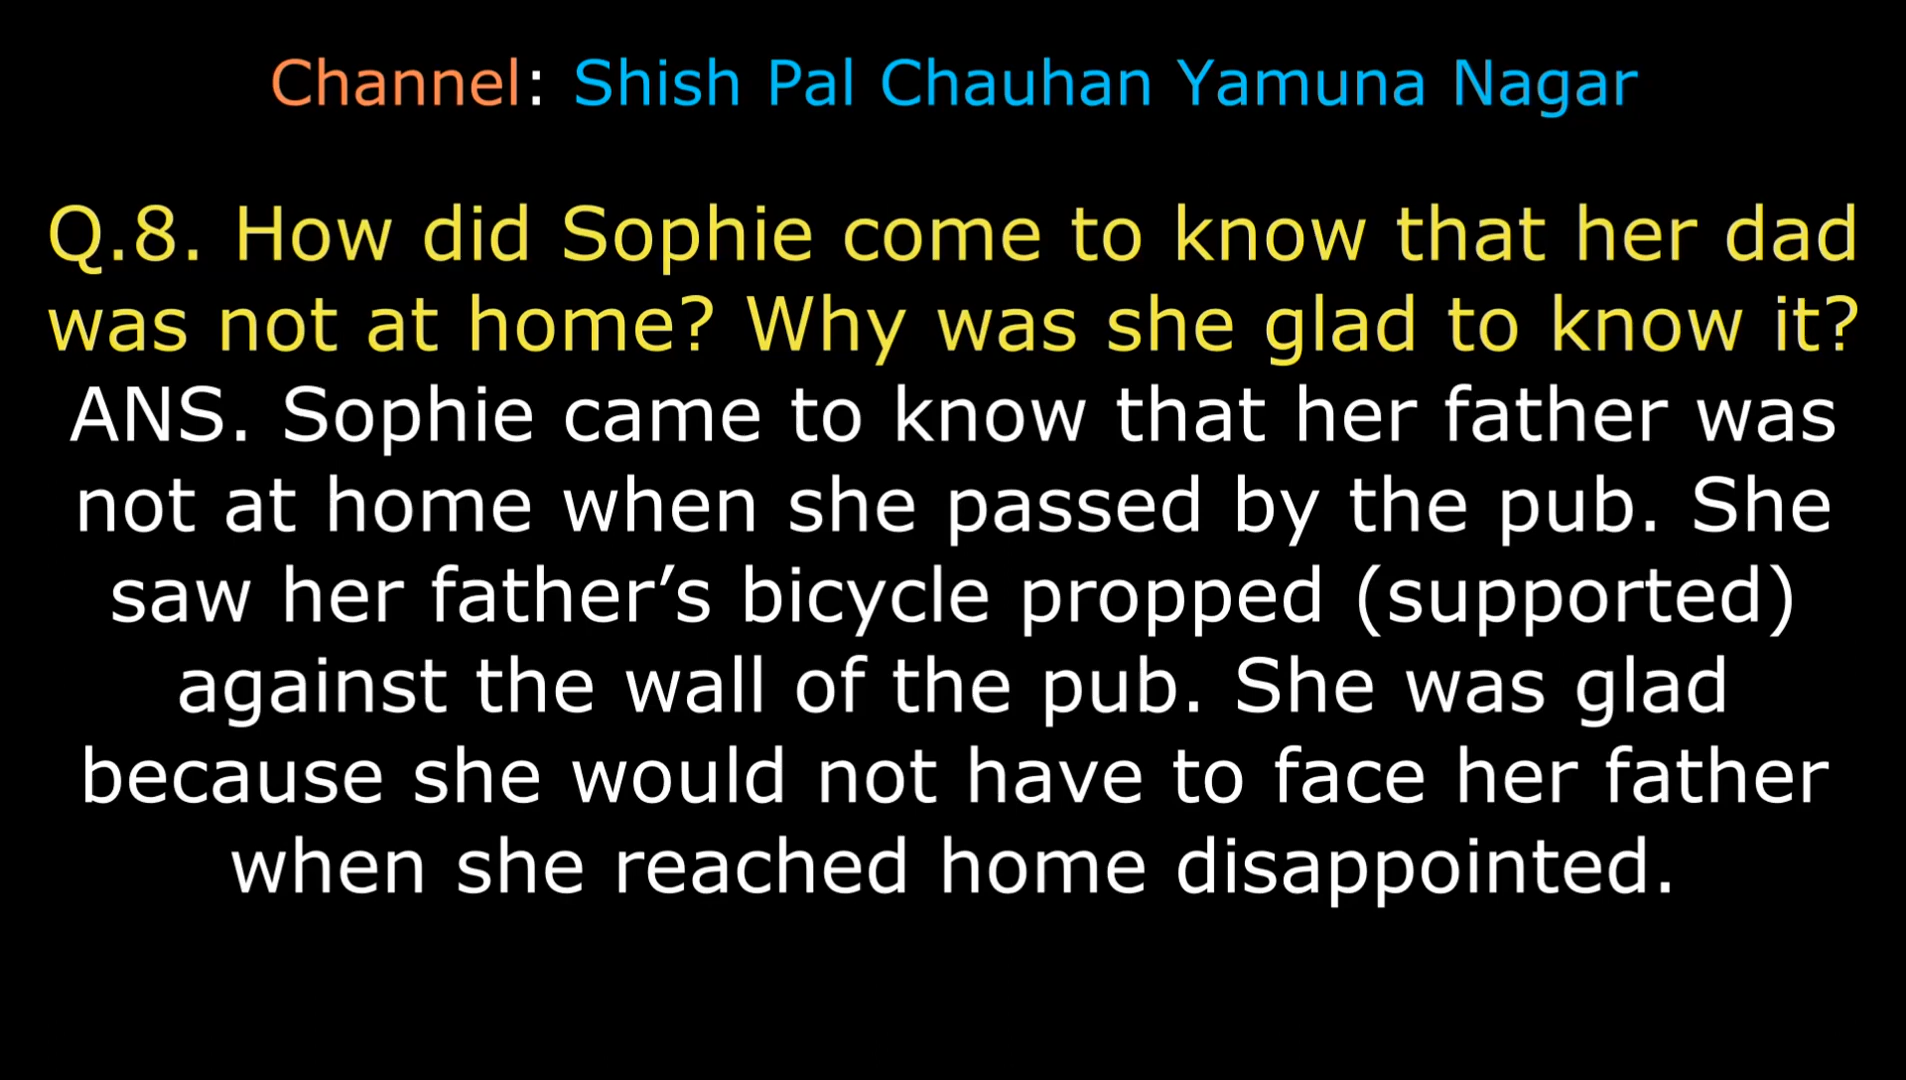 Channel: Shish Pal Chauhan Yamuna Nagar
Q.8. How did Sophie come to know that her dad
was not at home? Why was she glad to know it?
ANS. Sophie came to know that her father was
not at home when she passed by the pub. She
saw her father’s bicycle propped (supported)
against the wall of the pub. She was glad
because she would not have to face her father
when she reached home disappointed.